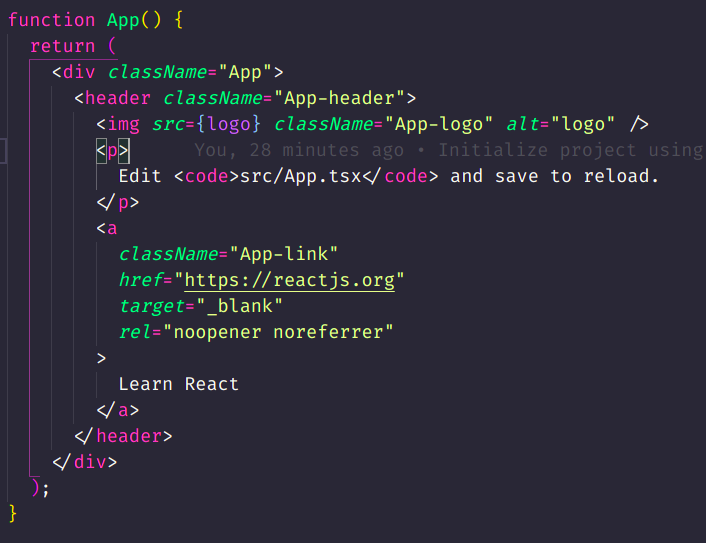 function App() {
  return (
    <div className="App">
      <header className="App-header">
        <img src={logo} className="App-logo" alt="logo" />
        <p>      You, 28 minutes ago • Initialize project using
          Edit <code>src/App.tsx</code> and save to reload.
        </p>
        <a
          className="App-link"
          href="https://reactjs.org"
          target="_blank"
          rel="noopener noreferrer"
        >
          Learn React
        </a>
      </header>
    </div>
  );
}